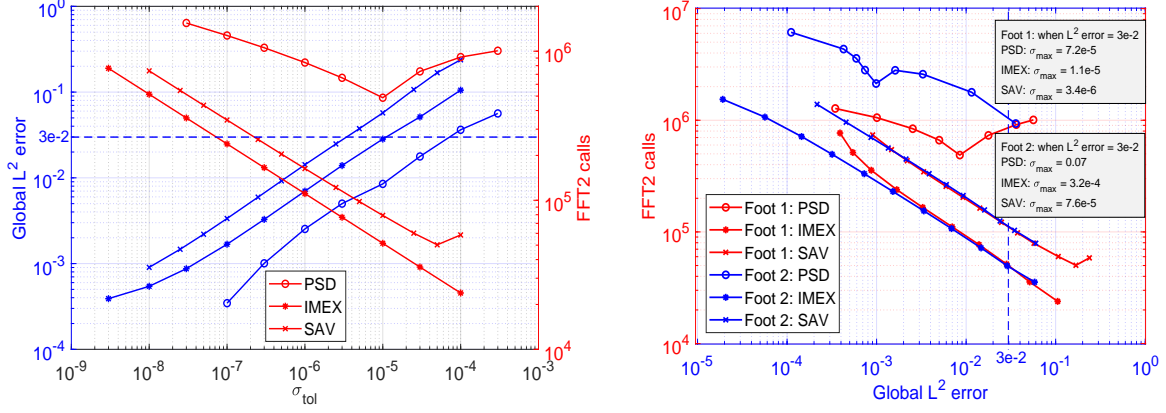 10^0
10^-1
3e-2
10^-2
10^-3
10^-4
Global L^2 error
10^6
10^5
10^4
FFT2 calls
PSD
IMEX
SAV
10^-9
10^-8
10^-7
10^-6
10^-5
10^-4
10^-3
σ_tol
10^7
10^6
10^5
10^4
FFT2 calls
Foot 1: when L^2 error = 3e-2
PSD: σ_max = 7.2e-5
IMEX: σ_max = 1.1e-5
SAV: σ_max = 3.4e-6
Foot 2: when L^2 error = 3e-2
PSD: σ_max = 0.07
IMEX: σ_max = 3.2e-4
SAV: σ_max = 7.6e-5
Foot 1: PSD
Foot 1: IMEX
Foot 1: SAV
Foot 2: PSD
Foot 2: IMEX
Foot 2: SAV
10^-5
10^-4
10^-3
10^-2
3e-2
10^-1
10^0
Global L^2 error